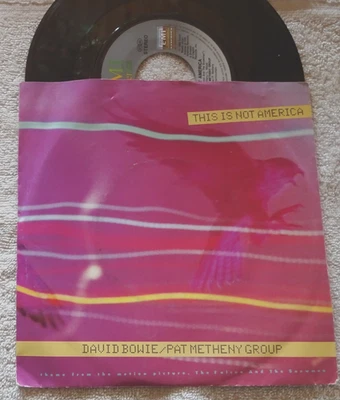 THIS IS NOT AMERICA
DAVID BOWIE/PAT METHENY GROUP
theme from the motion picture, The Falcon And the Snowman